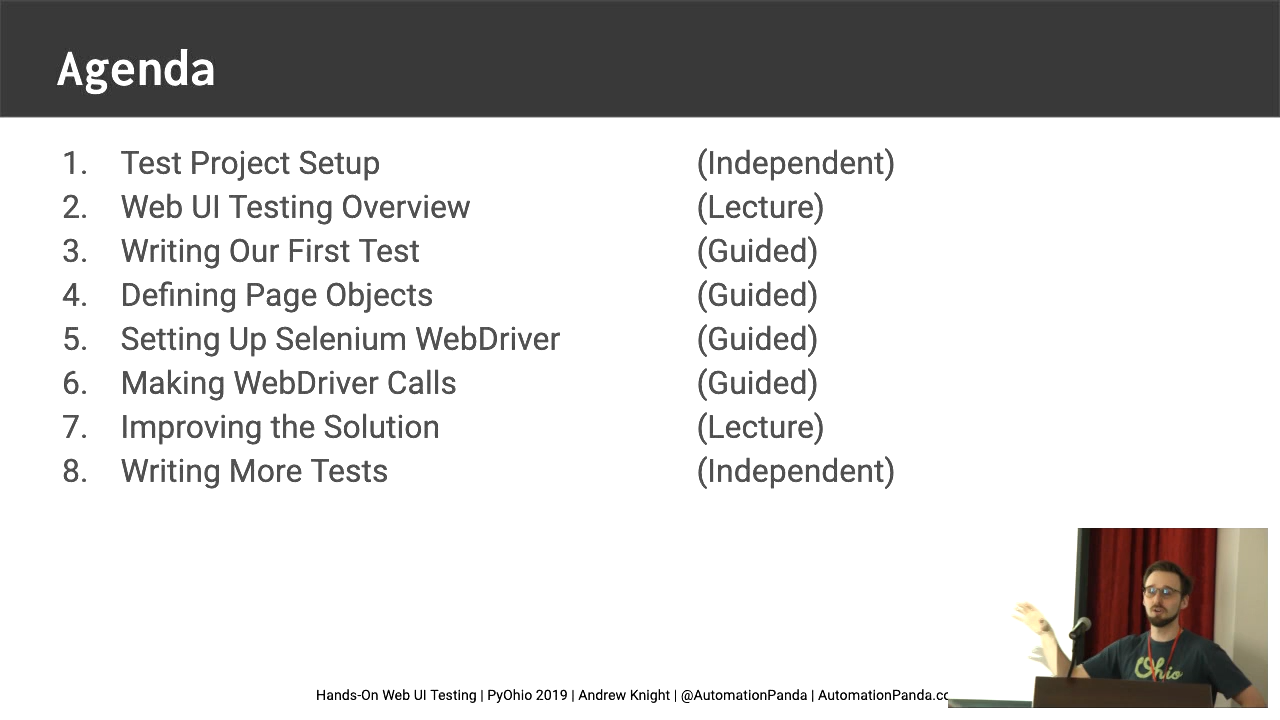 Agenda
1. Test Project Setup (Independent)
2. Web UI Testing Overview (Lecture)
3. Writing Our First Test (Guided)
4. Defining Page Objects (Guided)
5. Setting Up Selenium WebDriver (Guided)
6. Making WebDriver Calls (Guided)
7. Improving the Solution (Lecture)
8. Writing More Tests (Independent)
Ohio
Hands-On Web UI Testing | PyOhio 2019 | Andrew Knight | @AutomationPanda | AutomationPanda.co